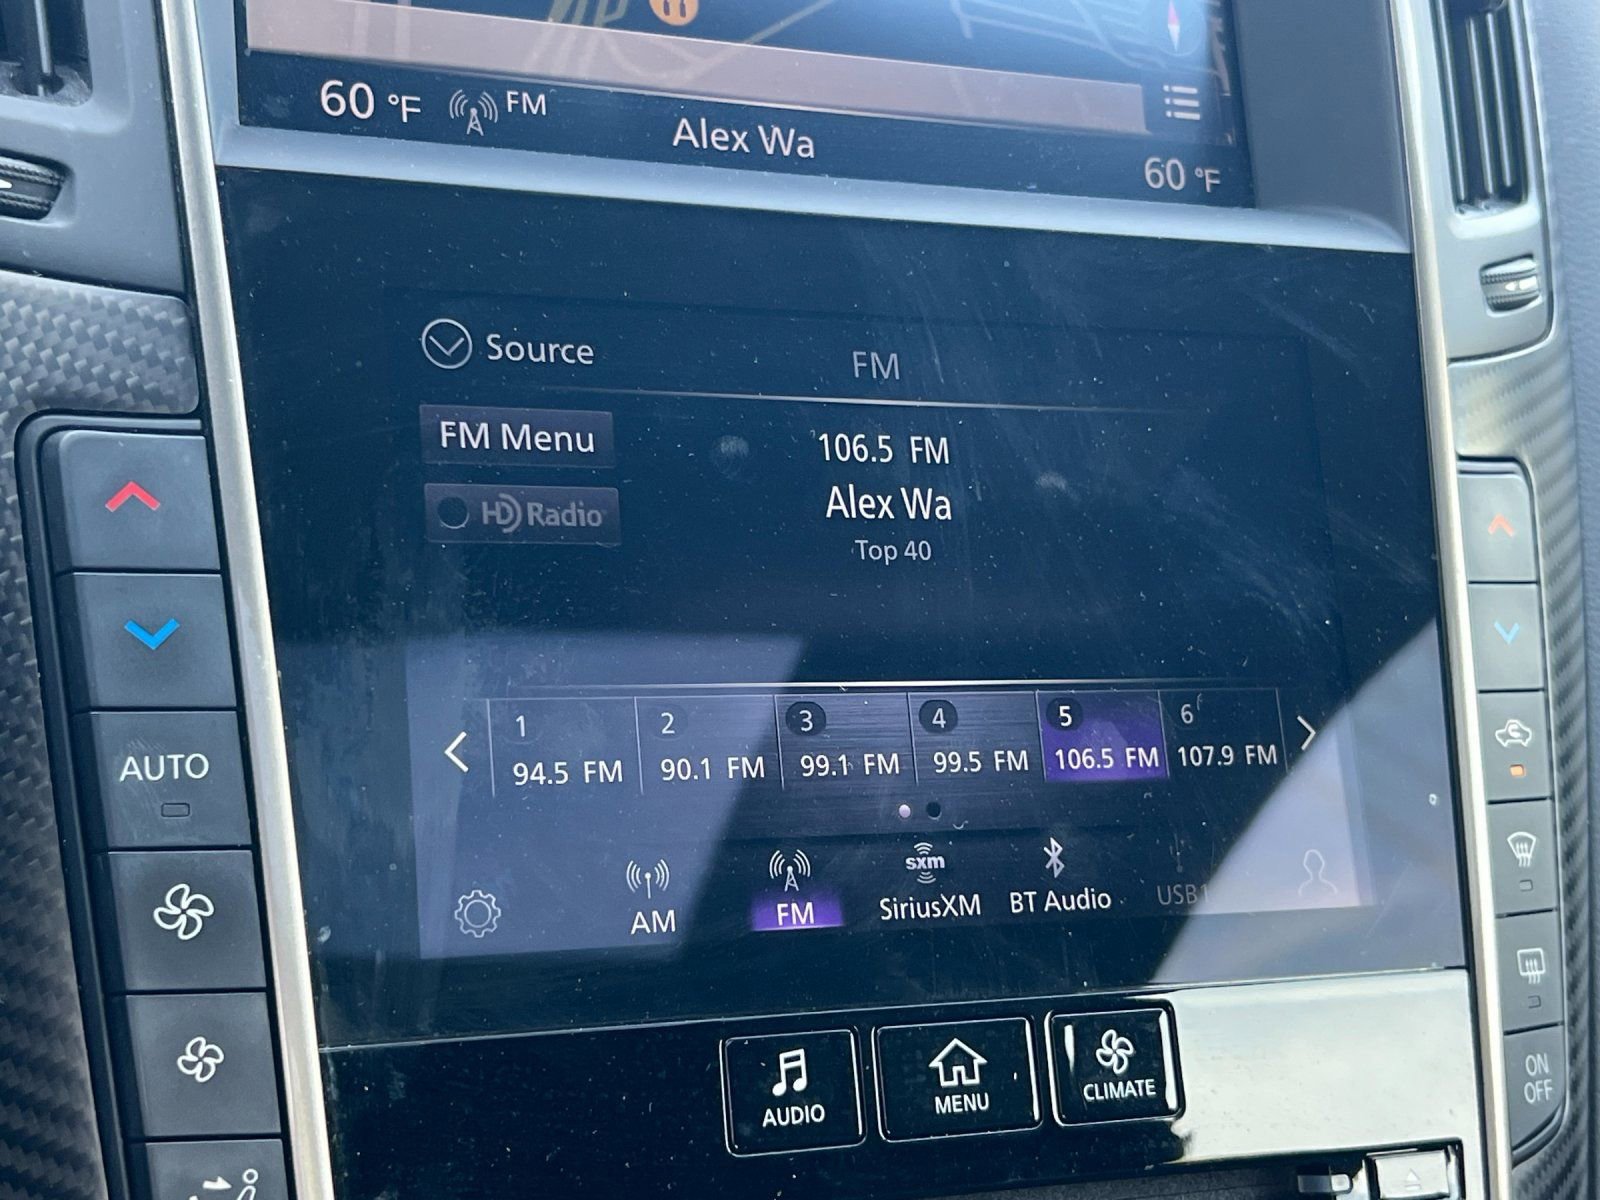 60 °F FM
Alex Wa
60 °F
Source
FM
FM Menu
HD Radio
106.5 FM
Alex Wa
Top 40
1 2 3 4 5 6
94.5 FM 90.1 FM 99.1 FM 99.5 FM 106.5 FM 107.9 FM
sxm
AM FM SiriusXM BT Audio USB1
AUTO
AUDIO MENU CLIMATE
ON
OFF